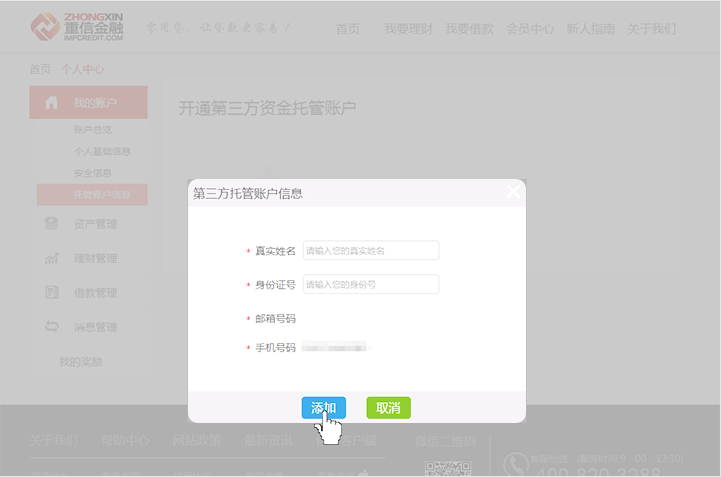 ZHONGXIN
重信金融
IMPCREDIT.COM
首页 我要理财 我要借款 会员中心 新人指南 关于我们
首页 个人中心
我的账户
账户总览
个人基础信息
安全信息
托管账户信息
资产管理
理财管理
借款管理
消息管理
我的奖励
开通第三方资金托管账户
第三方托管账户信息
* 真实姓名 请输入您的真实姓名
* 身份证号 请输入您的身份号
* 邮箱号码
* 手机号码
添加 取消
关于我们 帮助中心 网站政策 最新资讯 客户端 微信二维码